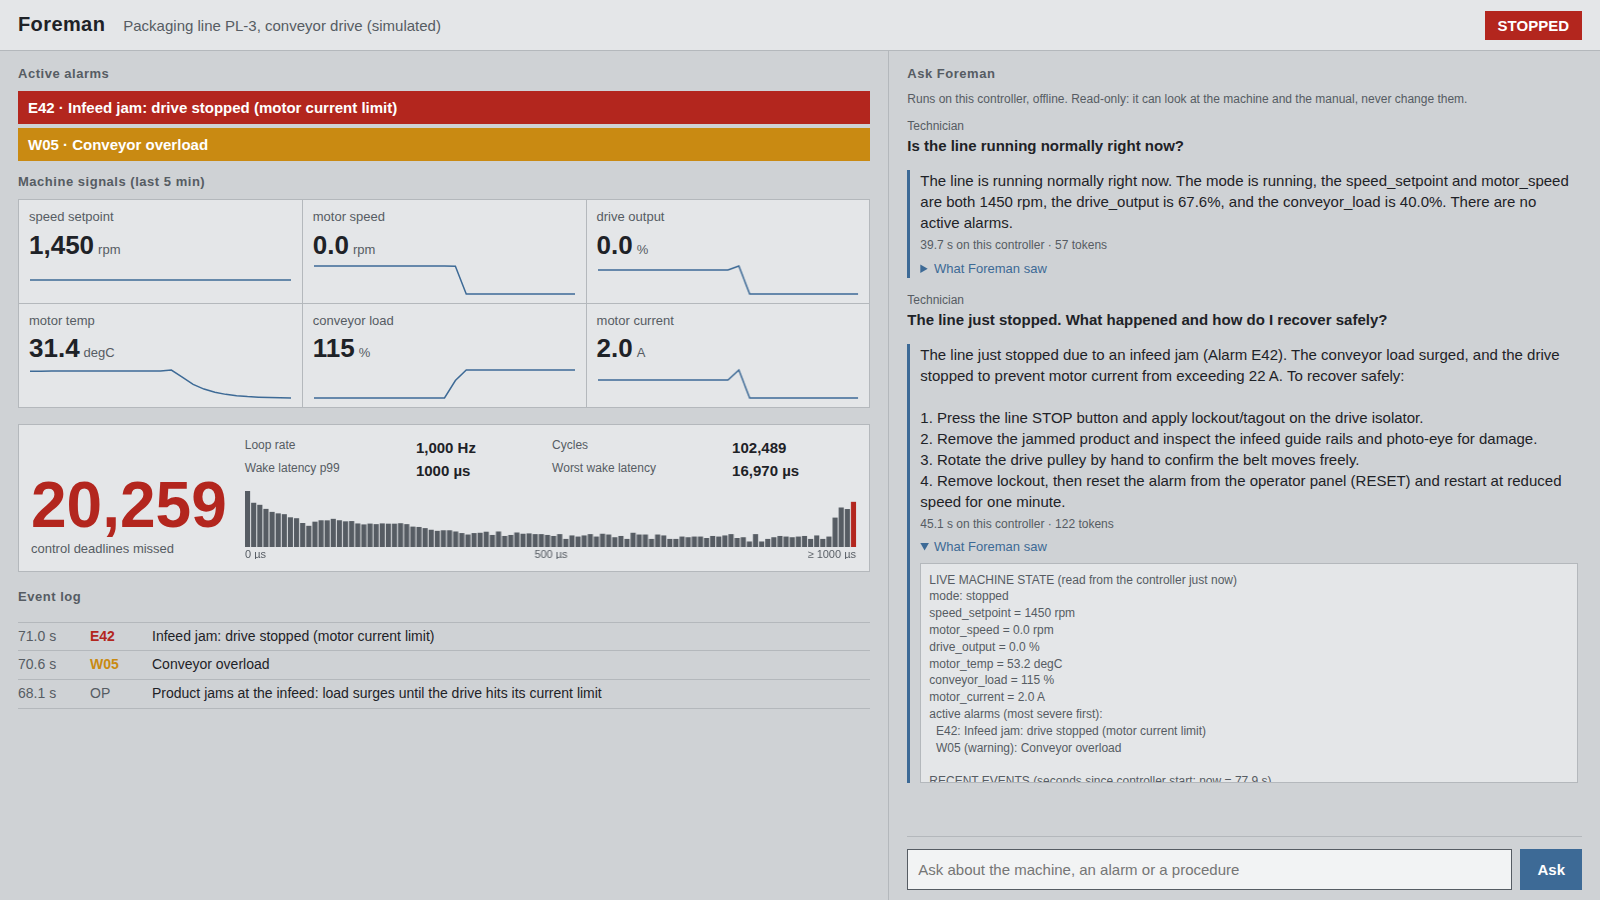 Foreman
Packaging line PL-3, conveyor drive (simulated)
STOPPED
Active alarms
E42 · Infeed jam: drive stopped (motor current limit)
W05 · Conveyor overload
Machine signals (last 5 min)
speed setpoint
1,450 rpm
motor speed
0.0 rpm
drive output
0.0 %
motor temp
31.4 degC
conveyor load
115 %
motor current
2.0 A
20,259
control deadlines missed
Loop rate
1,000 Hz
Cycles
102,489
Wake latency p99
1000 µs
Worst wake latency
16,970 µs
0 µs
500 µs
≥ 1000 µs
Event log
71.0 s E42 Infeed jam: drive stopped (motor current limit)
70.6 s W05 Conveyor overload
68.1 s OP Product jams at the infeed: load surges until the drive hits its current limit
Ask Foreman
Runs on this controller, offline. Read-only: it can look at the machine and the manual, never change them.
Technician
Is the line running normally right now?
The line is running normally right now. The mode is running, the speed_setpoint and motor_speed
are both 1450 rpm, the drive_output is 67.6%, and the conveyor_load is 40.0%. There are no
active alarms.
39.7 s on this controller · 57 tokens
What Foreman saw
Technician
The line just stopped. What happened and how do I recover safely?
The line just stopped due to an infeed jam (Alarm E42). The conveyor load surged, and the drive
stopped to prevent motor current from exceeding 22 A. To recover safely:
1. Press the line STOP button and apply lockout/tagout on the drive isolator.
2. Remove the jammed product and inspect the infeed guide rails and photo-eye for damage.
3. Rotate the drive pulley by hand to confirm the belt moves freely.
4. Remove lockout, then reset the alarm from the operator panel (RESET) and restart at reduced
speed for one minute.
45.1 s on this controller · 122 tokens
What Foreman saw
LIVE MACHINE STATE (read from the controller just now)
mode: stopped
speed_setpoint = 1450 rpm
motor_speed = 0.0 rpm
drive_output = 0.0 %
motor_temp = 53.2 degC
conveyor_load = 115 %
motor_current = 2.0 A
active alarms (most severe first):
E42: Infeed jam: drive stopped (motor current limit)
W05 (warning): Conveyor overload
RECENT EVENTS (seconds since controller start; now = 77.9 s)
Ask about the machine, an alarm or a procedure
Ask